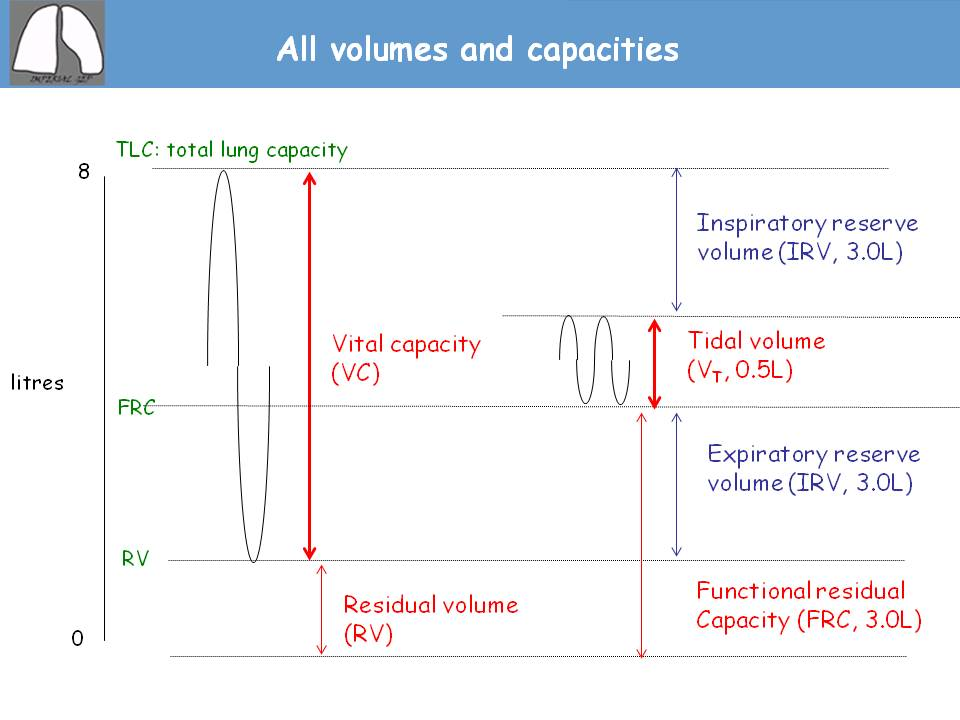 All volumes and capacities
IMPERIAL SEF
TLC: total lung capacity
8
Inspiratory reserve
volume (IRV, 3.0L)
Vital capacity
(VC)
Tidal volume
(VT, 0.5L)
litres
FRC
Expiratory reserve
volume (IRV, 3.0L)
RV
Residual volume
(RV)
Functional residual
Capacity (FRC, 3.0L)
0